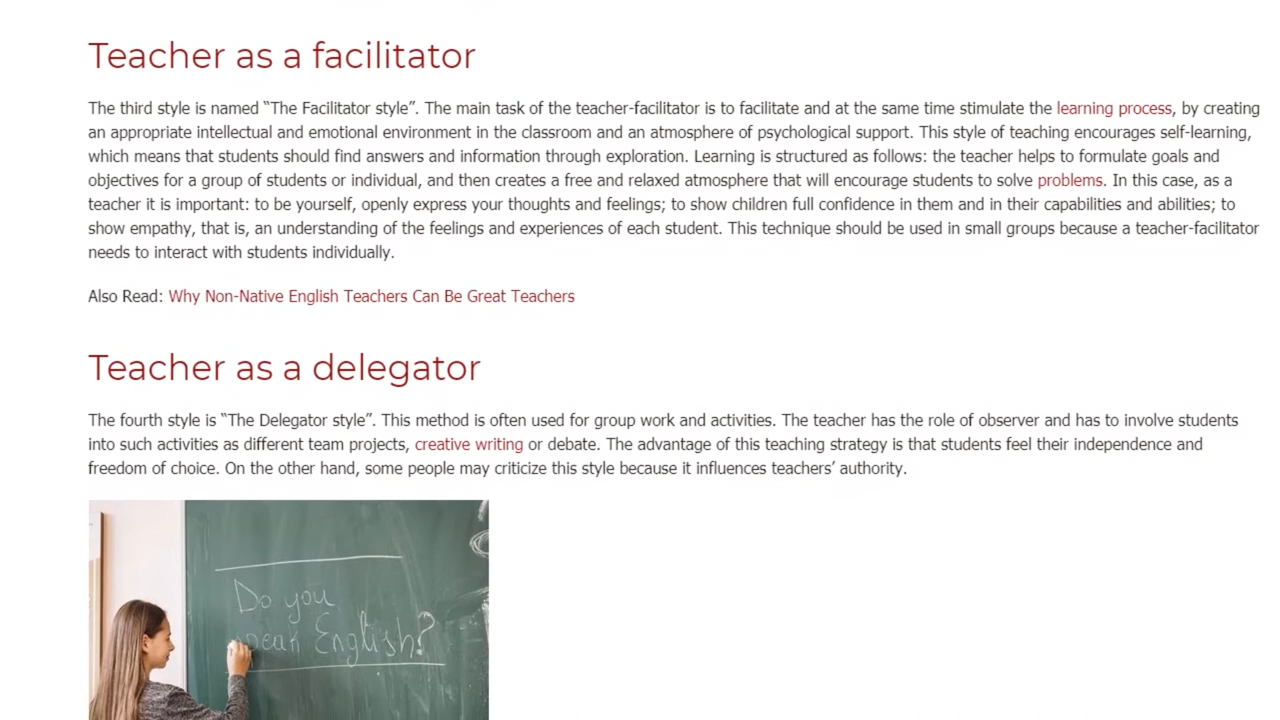 Teacher as a facilitator
The third style is named “The Facilitator style”. The main task of the teacher-facilitator is to facilitate and at the same time stimulate the learning process, by creating
an appropriate intellectual and emotional environment in the classroom and an atmosphere of psychological support. This style of teaching encourages self-learning,
which means that students should find answers and information through exploration. Learning is structured as follows: the teacher helps to formulate goals and
objectives for a group of students or individual, and then creates a free and relaxed atmosphere that will encourage students to solve problems. In this case, as a
teacher it is important: to be yourself, openly express your thoughts and feelings; to show children full confidence in them and in their capabilities and abilities; to
show empathy, that is, an understanding of the feelings and experiences of each student. This technique should be used in small groups because a teacher-facilitator
needs to interact with students individually.
Also Read: Why Non-Native English Teachers Can Be Great Teachers
Teacher as a delegator
The fourth style is “The Delegator style”. This method is often used for group work and activities. The teacher has the role of observer and has to involve students
into such activities as different team projects, creative writing or debate. The advantage of this teaching strategy is that students feel their independence and
freedom of choice. On the other hand, some people may criticize this style because it influences teachers’ authority.
Do you
speak English?